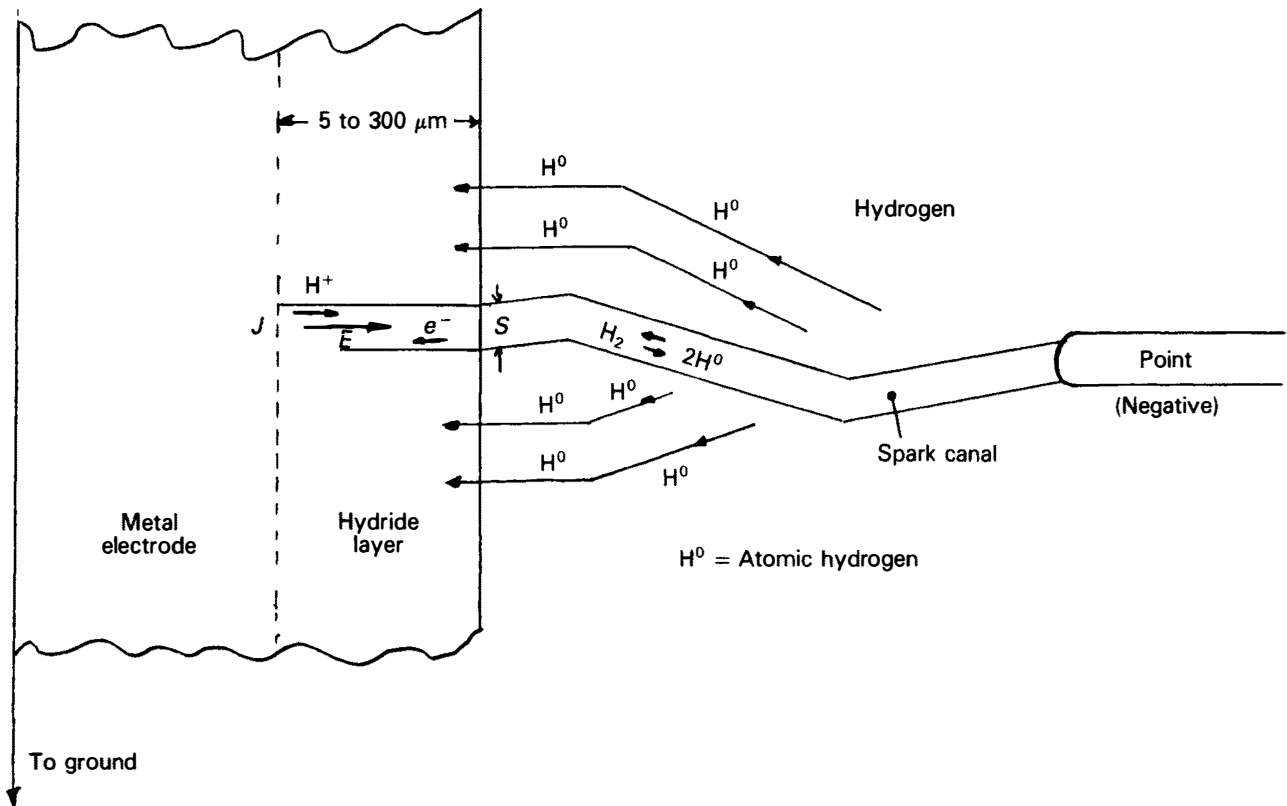 5 to 300 μm
H⁰
H⁰
Hydrogen
H⁰
H⁰
H⁺
J
E
e⁻
S
H₂
2H⁰
Point
(Negative)
H⁰
H⁰
Spark canal
H⁰
H⁰
Metal
electrode
Hydride
layer
H⁰ = Atomic hydrogen
To ground